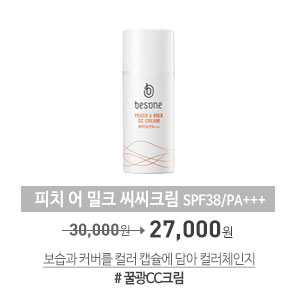 besone
PEACH & MILK
CC CREAM
SPF38/PA+++
피치 어 밀크 씨씨크림 SPF38/PA+++
30,000원 → 27,000원
보습과 커버를 컬러 캡슐에 담아 컬러체인지
# 꿀광CC크림